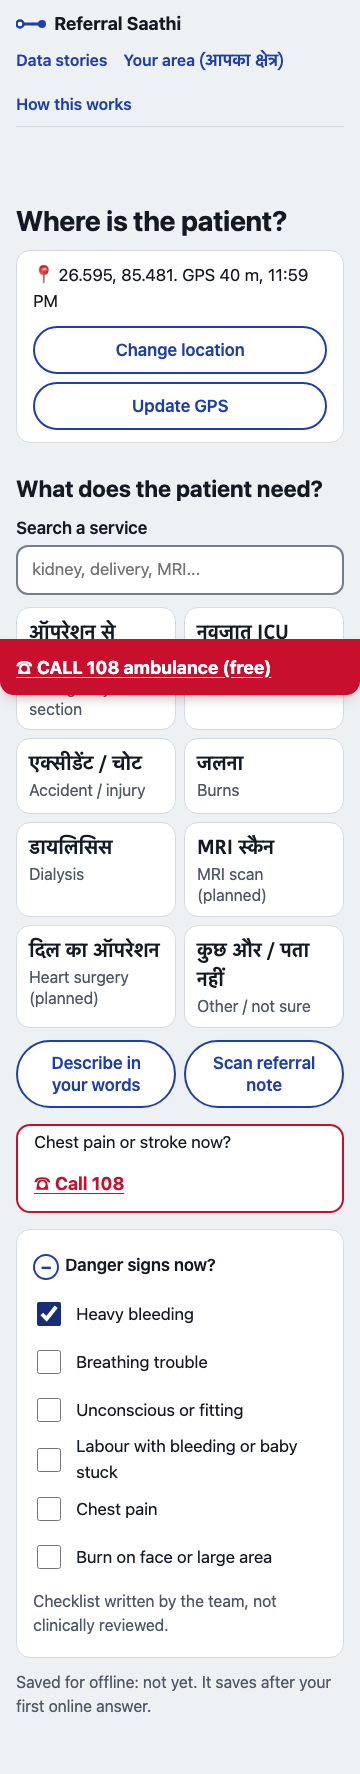 Referral Saathi
Data stories Your area (आपका क्षेत्र)
How this works
Where is the patient?
📍 26.595, 85.481. GPS 40 m, 11:59
PM
Change location
Update GPS
What does the patient need?
Search a service
kidney, delivery, MRI...
ऑपरेशन से
नवजात ICU
☎ CALL 108 ambulance (free)
section
एक्सीडेंट / चोट
Accident / injury
जलना
Burns
डायलिसिस
Dialysis
MRI स्कैन
MRI scan
(planned)
दिल का ऑपरेशन
Heart surgery
(planned)
कुछ और / पता
नहीं
Other / not sure
Describe in
your words
Scan referral
note
Chest pain or stroke now?
☎ Call 108
Danger signs now?
Heavy bleeding
Breathing trouble
Unconscious or fitting
Labour with bleeding or baby
stuck
Chest pain
Burn on face or large area
Checklist written by the team, not
clinically reviewed.
Saved for offline: not yet. It saves after your
first online answer.